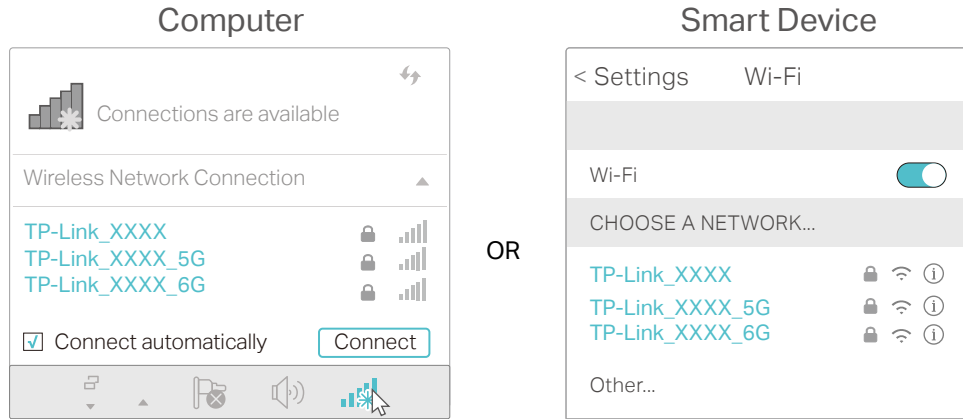 Computer
Connections are available
Wireless Network Connection
TP-Link_XXXX
TP-Link_XXXX_5G
TP-Link_XXXX_6G
Connect automatically Connect
OR
Smart Device
< Settings Wi-Fi
Wi-Fi
CHOOSE A NETWORK...
TP-Link_XXXX
TP-Link_XXXX_5G
TP-Link_XXXX_6G
Other...